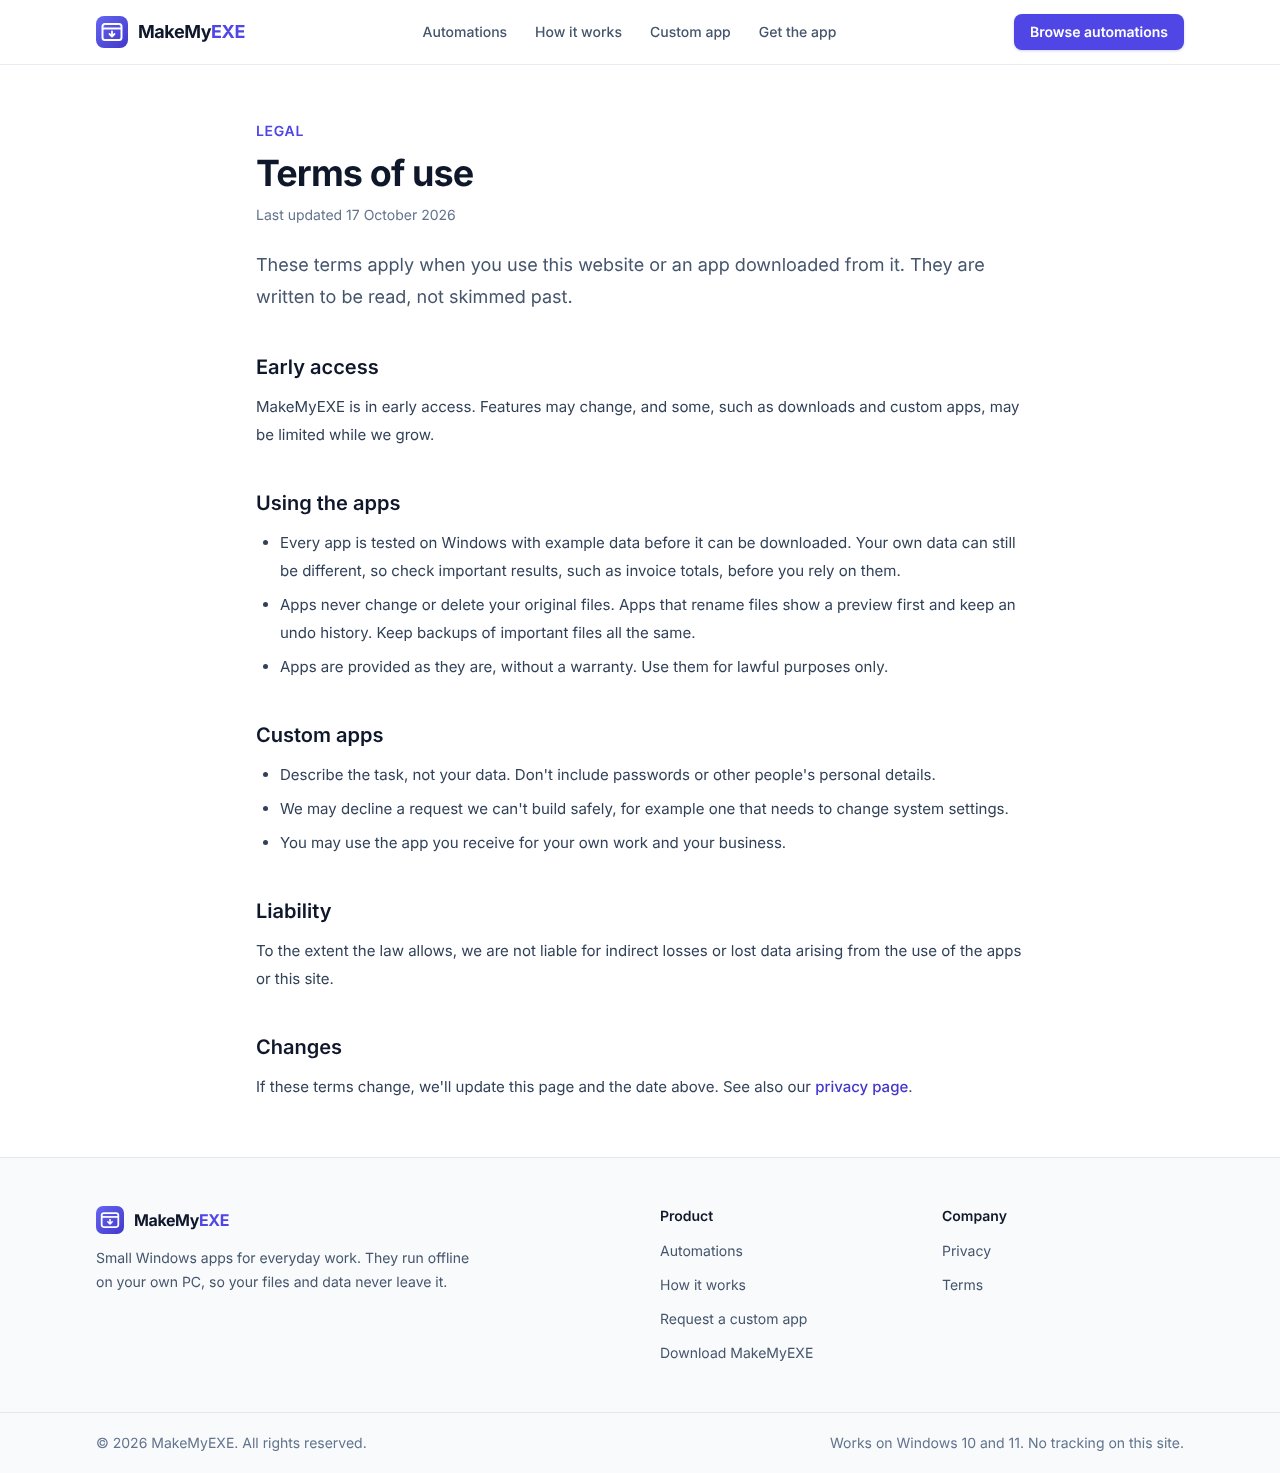 MakeMyEXE
Automations
How it works
Custom app
Get the app
Browse automations
LEGAL
Terms of use
Last updated 17 October 2026
These terms apply when you use this website or an app downloaded from it. They are
written to be read, not skimmed past.
Early access
MakeMyEXE is in early access. Features may change, and some, such as downloads and custom apps, may
be limited while we grow.
Using the apps
• Every app is tested on Windows with example data before it can be downloaded. Your own data can still
be different, so check important results, such as invoice totals, before you rely on them.
• Apps never change or delete your original files. Apps that rename files show a preview first and keep an
undo history. Keep backups of important files all the same.
• Apps are provided as they are, without a warranty. Use them for lawful purposes only.
Custom apps
• Describe the task, not your data. Don't include passwords or other people's personal details.
• We may decline a request we can't build safely, for example one that needs to change system settings.
• You may use the app you receive for your own work and your business.
Liability
To the extent the law allows, we are not liable for indirect losses or lost data arising from the use of the apps
or this site.
Changes
If these terms change, we'll update this page and the date above. See also our privacy page.
MakeMyEXE
Small Windows apps for everyday work. They run offline
on your own PC, so your files and data never leave it.
Product
Automations
How it works
Request a custom app
Download MakeMyEXE
Company
Privacy
Terms
© 2026 MakeMyEXE. All rights reserved.
Works on Windows 10 and 11. No tracking on this site.